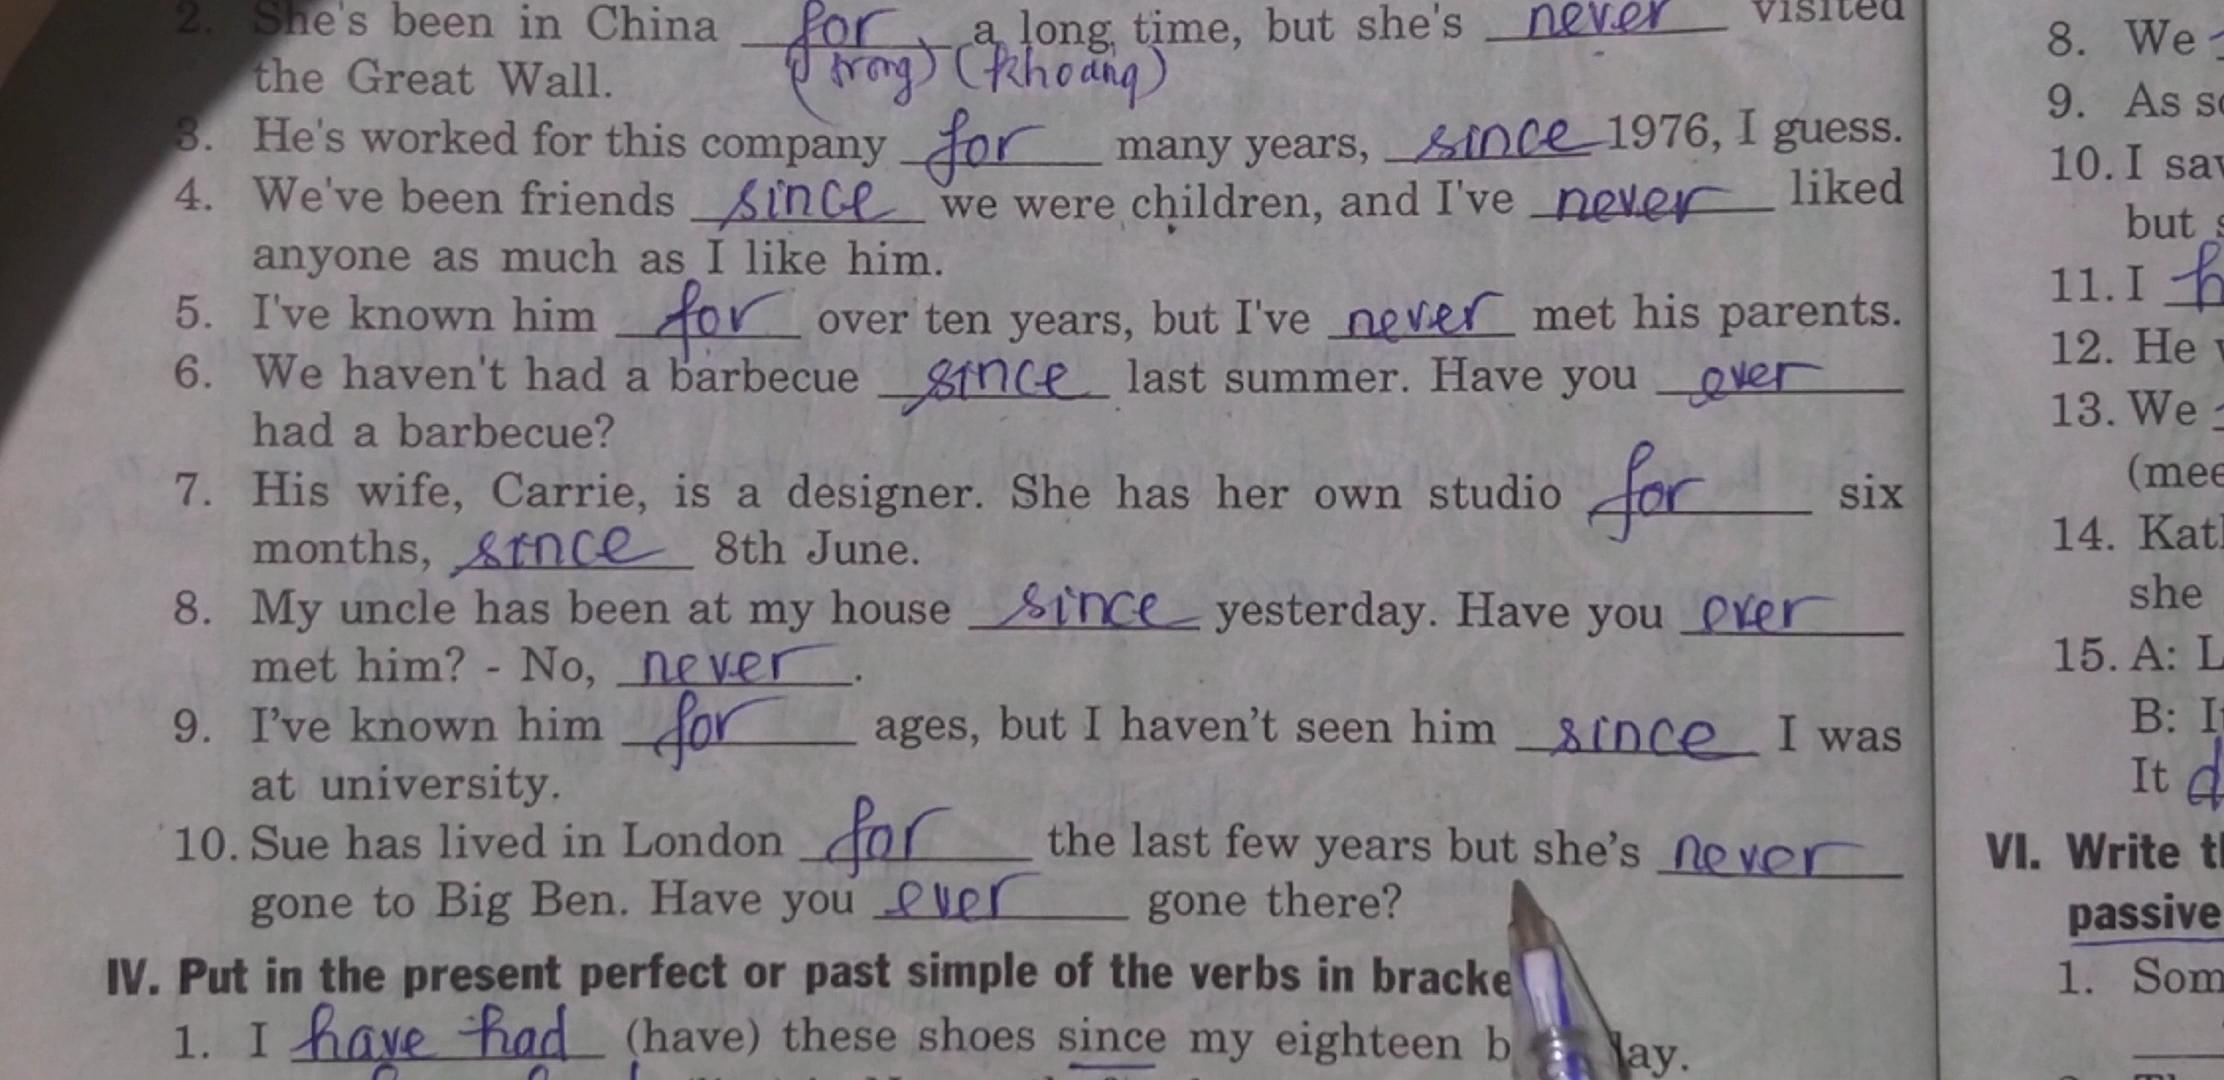 2. She's been in China for a long time, but she's never visited
the Great Wall. (trong) (khoảng)
3. He's worked for this company for many years, since 1976, I guess.
4. We've been friends since we were children, and I've never liked
anyone as much as I like him.
5. I've known him for over ten years, but I've never met his parents.
6. We haven't had a barbecue since last summer. Have you ever
had a barbecue?
7. His wife, Carrie, is a designer. She has her own studio for six
months, since 8th June.
8. My uncle has been at my house since yesterday. Have you ever
met him? - No, never.
9. I've known him for ages, but I haven't seen him since I was
at university.
10. Sue has lived in London for the last few years but she's never
gone to Big Ben. Have you ever gone there?
IV. Put in the present perfect or past simple of the verbs in bracke
1. I have had (have) these shoes since my eighteen b lay.
8. We
9. As
10. I
but
11. I
12. He
13. We
14.
she
15. A:
B:
It
VI. Write
passive
1.